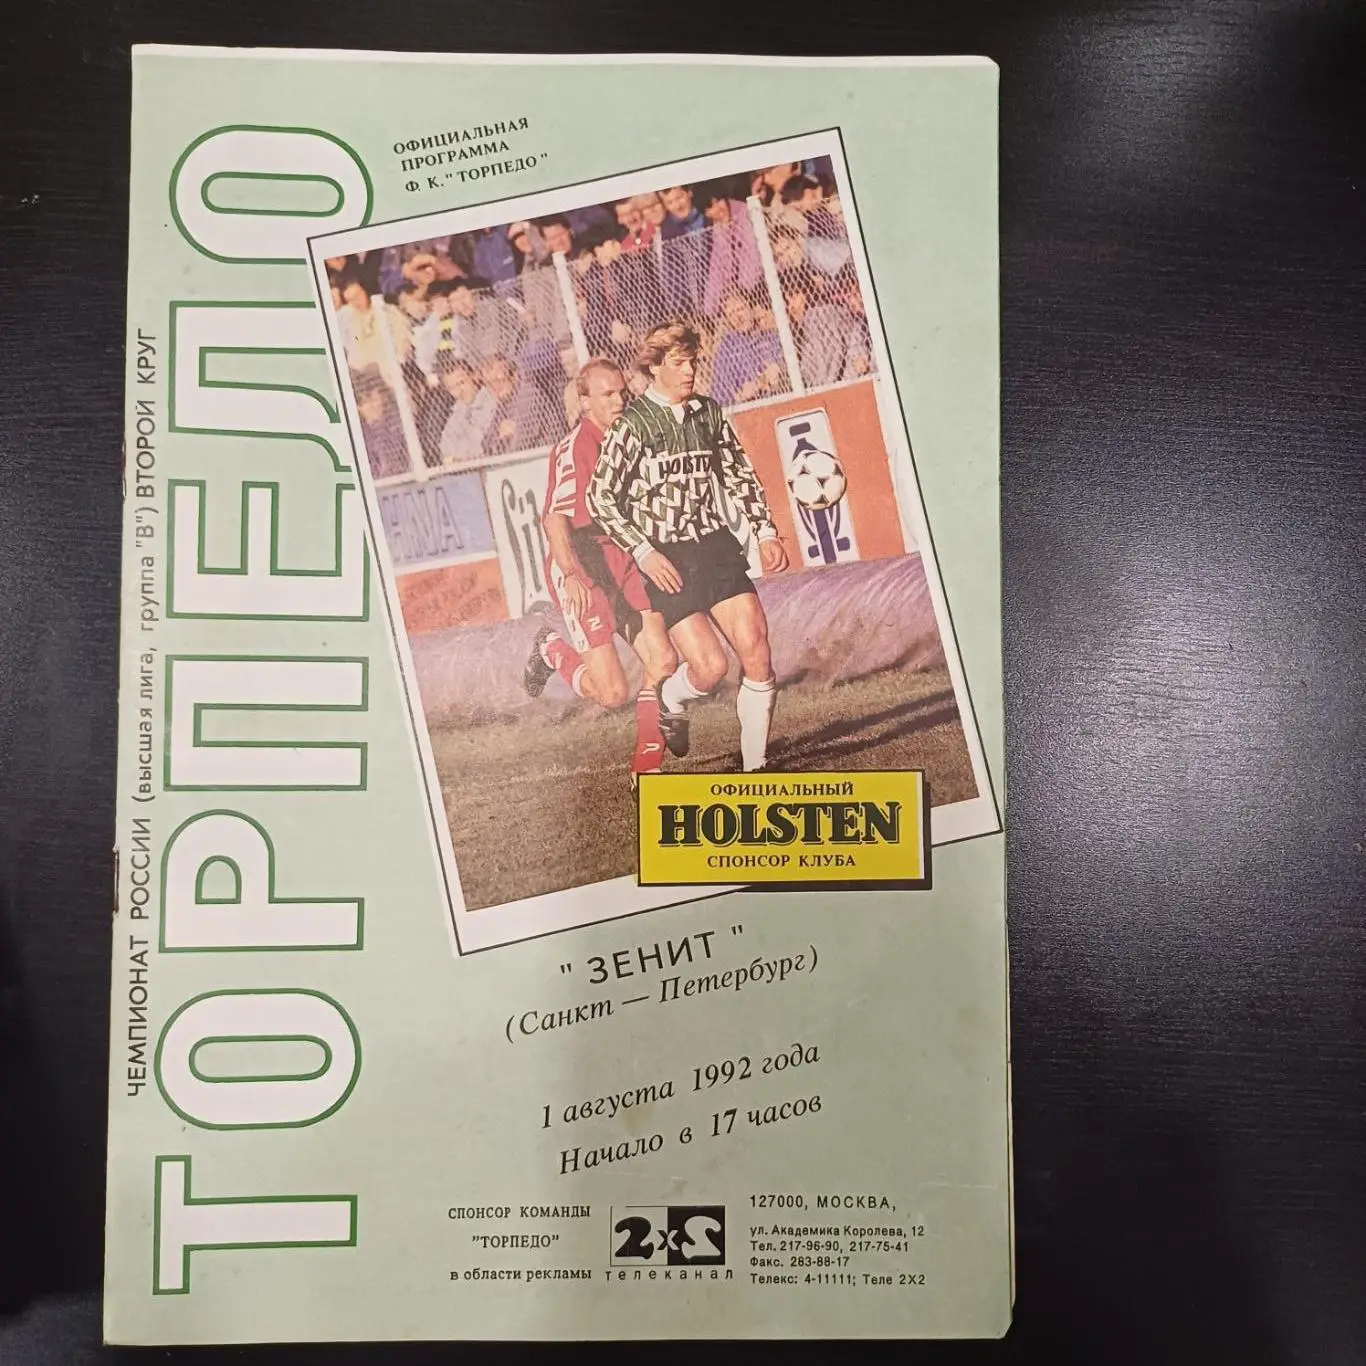 ОФИЦИАЛЬНАЯ
ПРОГРАММА
Ф. К. " ТОРПЕДО "
ТОРПЕДО
ЧЕМПИОНАТ РОССИИ (высшая лига, группа "В") ВТОРОЙ КРУГ
HOLSTEN
ОФИЦИАЛЬНЫЙ
HOLSTEN
СПОНСОР КЛУБА
" ЗЕНИТ "
(Санкт — Петербург)
1 августа 1992 года
Начало в 17 часов
СПОНСОР КОМАНДЫ
"ТОРПЕДО"
в области рекламы
2x2
телеканал
127000, МОСКВА,
ул. Академика Королева, 12
Тел. 217-96-90, 217-75-41
Факс. 283-88-17
Телекс: 4-11111; Теле 2X2